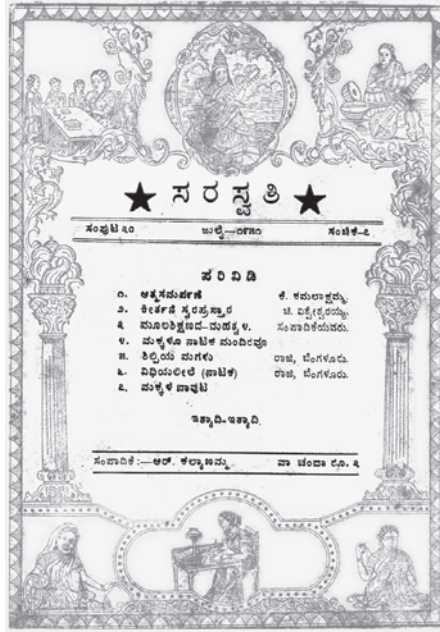 ಸರಸ್ವತಿ
ಸಂಪುಟ ೩೦ ಜುಲೈ—೧೯೫೧ ಸಂಚಿಕೆ–೭
ಪರಿವಿಡಿ
೧. ಆತ್ಮಸಮರ್ಪಣೆ ಕೆ. ಕಮಲಾಕ್ಷಮ್ಮ
೨. ಕೀರ್ತನೆ ಸ್ವರಪ್ರಸ್ತಾರ ಟಿ. ವಿಶ್ವೇಶ್ವರಯ್ಯ
೩. ಮೂಲಶಿಕ್ಷಣದ–ಮಹತ್ವ ೪. ಸಂಪಾದಿಕೆಯವರು.
೪. ಮಕ್ಕಳೂ ನಾಟಕ ಮಂದಿರವೂ
೫. ಶಿಲ್ಪಿಯ ಮಗಳು ರಾಜಿ, ಬೆಂಗಳೂರು.
೬. ವಿಧಿಯಲೀಲೆ (ನಾಟಕ) ರಾಜಿ, ಬೆಂಗಳೂರು.
೭. ಮಕ್ಕಳ ಬಾವುಟ
ಇತ್ಯಾದಿ–ಇತ್ಯಾದಿ.
ಸಂಪಾದಿಕೆ:—ಆರ್. ಕಲ್ಯಾಣಮ್ಮ ವಾ ಚಂದಾ ರೂ. ೩